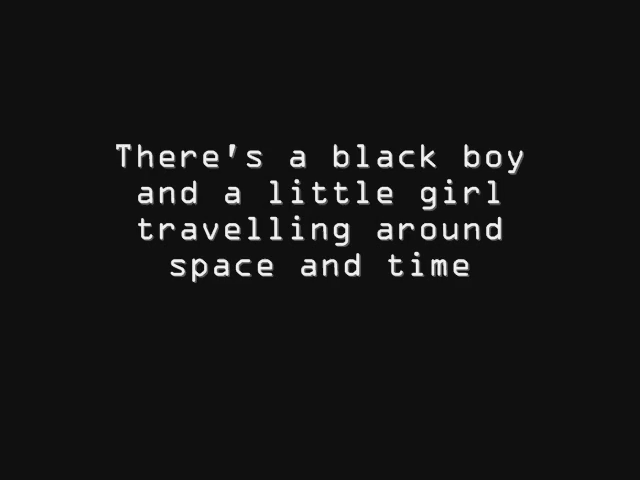 There's a black boy
and a little girl
travelling around
space and time